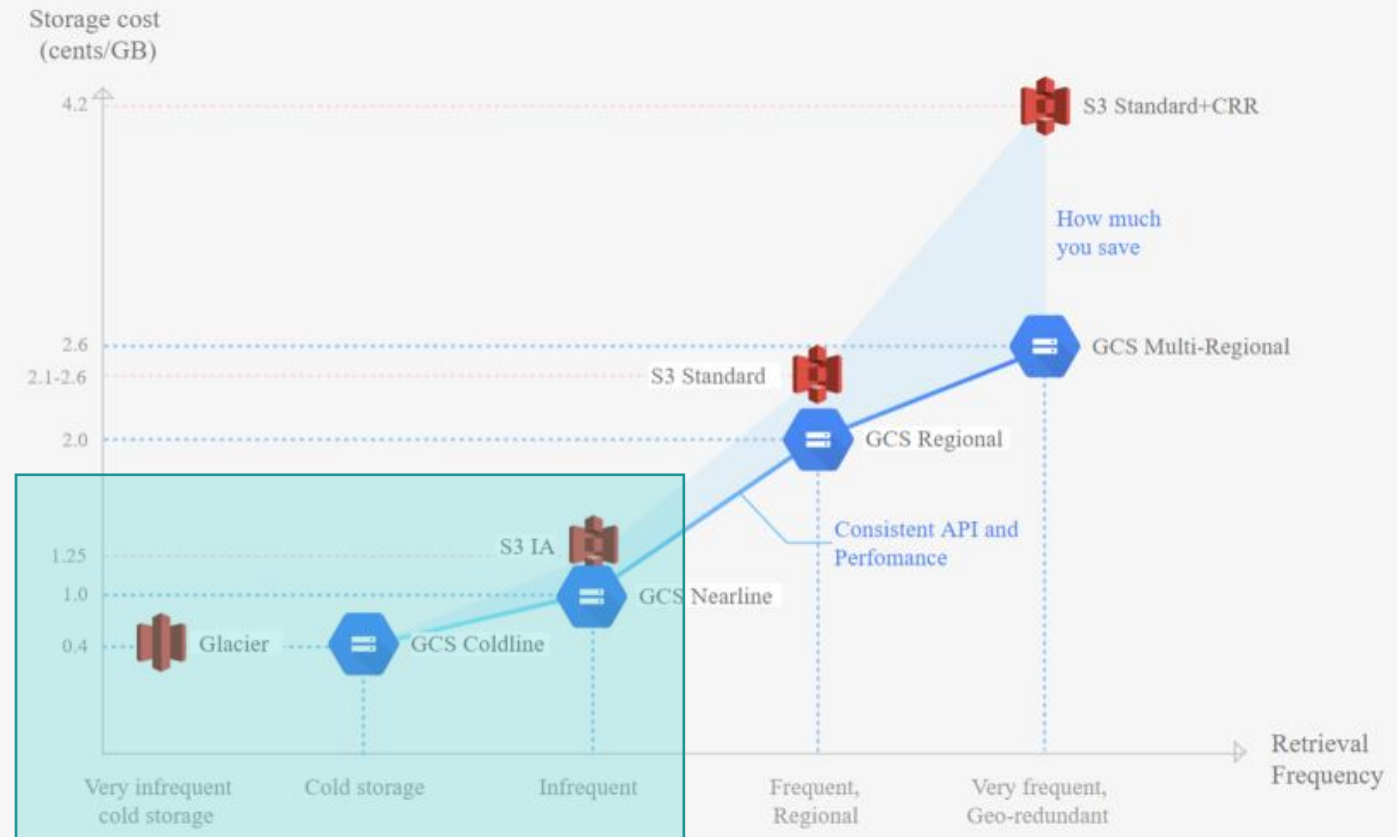 Storage cost
(cents/GB)
4.2
S3 Standard+CRR
How much
you save
2.6
GCS Multi-Regional
2.1-2.6
S3 Standard
2.0
GCS Regional
Consistent API and
Perfomance
S3 IA
1.25
1.0
GCS Nearline
0.4
Glacier
GCS Coldline
Retrieval
Frequency
Very infrequent
cold storage
Cold storage
Infrequent
Frequent,
Regional
Very frequent,
Geo-redundant